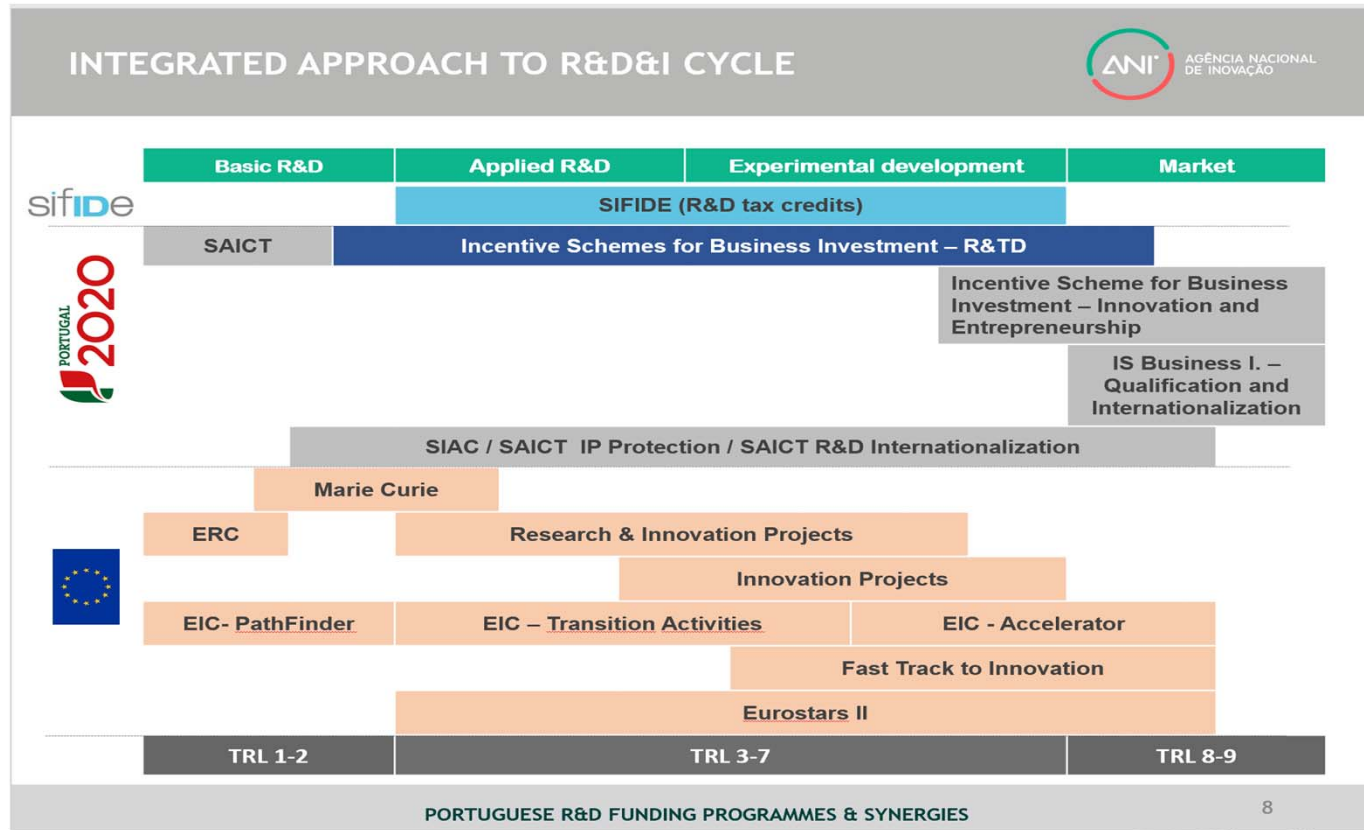 INTEGRATED APPROACH TO R&D&I CYCLE
ANI
AGÊNCIA NACIONAL
DE INOVAÇÃO
Basic R&D
Applied R&D
Experimental development
Market
sifIDe
SIFIDE (R&D tax credits)
PORTUGAL
2020
SAICT
Incentive Schemes for Business Investment – R&TD
Incentive Scheme for Business
Investment – Innovation and
Entrepreneurship
IS Business I. –
Qualification and
Internationalization
SIAC / SAICT IP Protection / SAICT R&D Internationalization
Marie Curie
ERC
Research & Innovation Projects
Innovation Projects
EIC- PathFinder
EIC – Transition Activities
EIC - Accelerator
Fast Track to Innovation
Eurostars II
TRL 1-2
TRL 3-7
TRL 8-9
PORTUGUESE R&D FUNDING PROGRAMMES & SYNERGIES
8